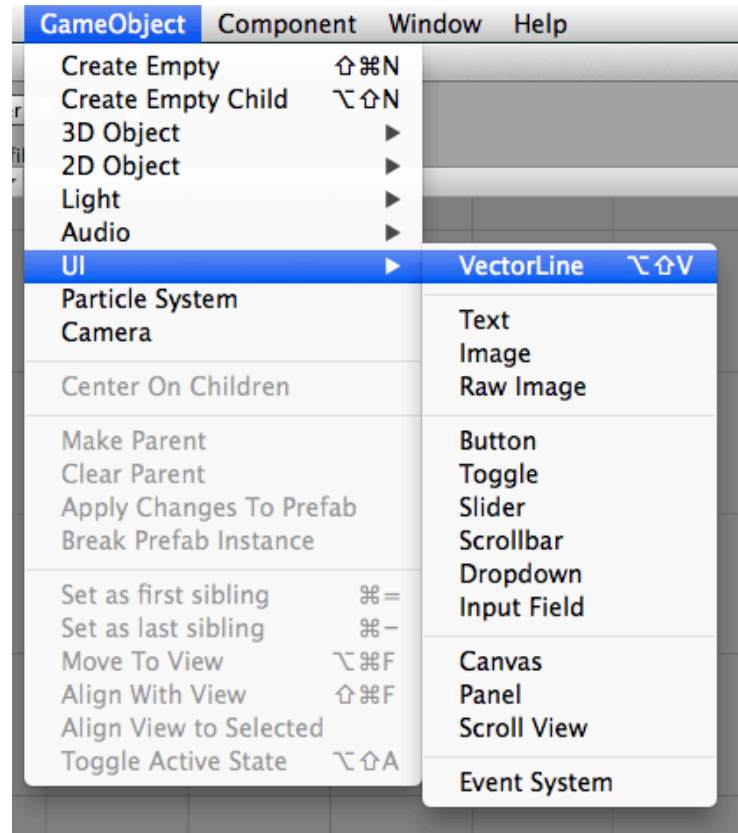 GameObject Component Window Help
Create Empty ⇧⌘N
Create Empty Child ⌥⇧N
3D Object ▶
2D Object ▶
Light ▶
Audio ▶
UI ▶
Particle System
Camera
Center On Children
Make Parent
Clear Parent
Apply Changes To Prefab
Break Prefab Instance
Set as first sibling ⌘=
Set as last sibling ⌘−
Move To View ⌥⌘F
Align With View ⇧⌘F
Align View to Selected
Toggle Active State ⌥⇧A
VectorLine ⌥⇧V
Text
Image
Raw Image
Button
Toggle
Slider
Scrollbar
Dropdown
Input Field
Canvas
Panel
Scroll View
Event System